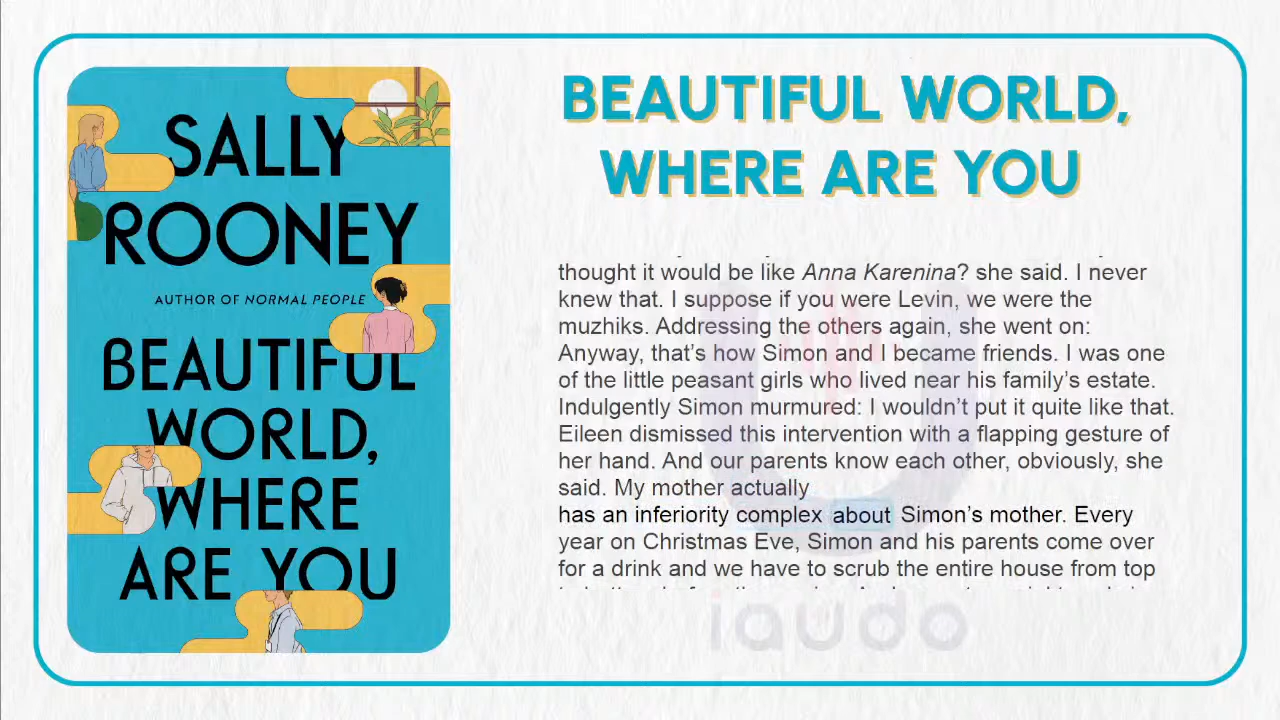 SALLY
ROONEY
AUTHOR OF NORMAL PEOPLE
BEAUTIFUL
WORLD,
WHERE
ARE YOU
BEAUTIFUL WORLD,
WHERE ARE YOU
thought it would be like Anna Karenina? she said. I never
knew that. I suppose if you were Levin, we were the
muzhiks. Addressing the others again, she went on:
Anyway, that’s how Simon and I became friends. I was one
of the little peasant girls who lived near his family’s estate.
Indulgently Simon murmured: I wouldn’t put it quite like that.
Eileen dismissed this intervention with a flapping gesture of
her hand. And our parents know each other, obviously, she
said. My mother actually
has an inferiority complex about Simon’s mother. Every
year on Christmas Eve, Simon and his parents come over
for a drink and we have to scrub the entire house from top
iaudo